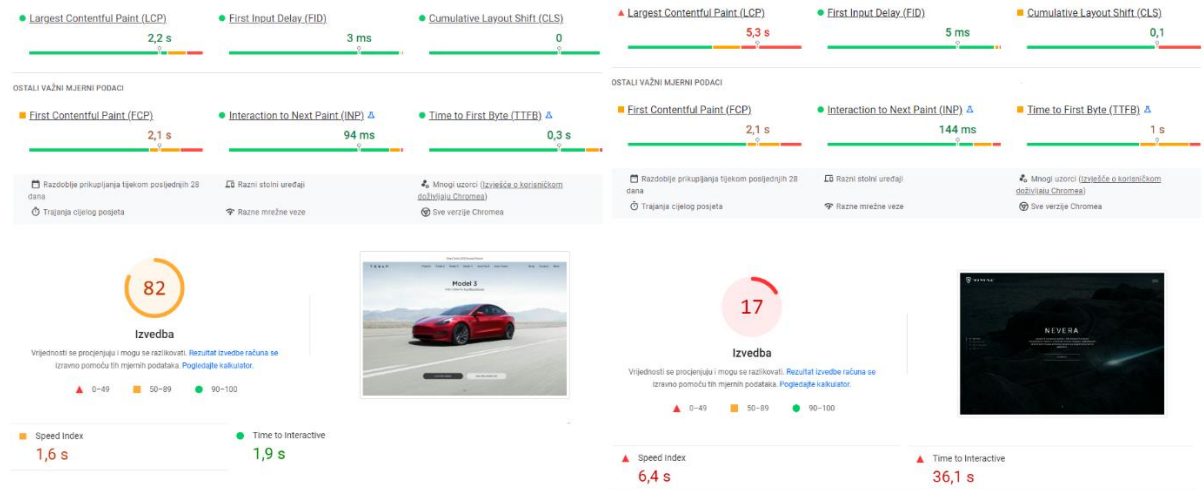 Largest Contentful Paint (LCP)
2,2 s
First Input Delay (FID)
3 ms
Cumulative Layout Shift (CLS)
0
OSTALI VAŽNI MJERNI PODACI
First Contentful Paint (FCP)
2,1 s
Interaction to Next Paint (INP)
94 ms
Time to First Byte (TTFB)
0,3 s
Razdoblje prikupljanja tijekom posljednjih 28
dana
Razni stolni uređaji
Mnogi uzorci (Izvješće o korisničkom
doživljaju Chromea)
Trajanja cijelog posjeta
Razne mrežne veze
Sve verzije Chromea
82
Izvedba
Vrijednosti se procjenjuju i mogu se razlikovati. Rezultat izvedbe računa se
izravno pomoću tih mjernih podataka. Pogledajte kalkulator.
0–49
50–89
90–100
TESLA
Model 3
Speed Index
1,6 s
Time to Interactive
1,9 s
Largest Contentful Paint (LCP)
5,3 s
First Input Delay (FID)
5 ms
Cumulative Layout Shift (CLS)
0,1
OSTALI VAŽNI MJERNI PODACI
First Contentful Paint (FCP)
2,1 s
Interaction to Next Paint (INP)
144 ms
Time to First Byte (TTFB)
1 s
Razdoblje prikupljanja tijekom posljednjih 28
dana
Razni stolni uređaji
Mnogi uzorci (Izvješće o korisničkom
doživljaju Chromea)
Trajanja cijelog posjeta
Razne mrežne veze
Sve verzije Chromea
17
Izvedba
Vrijednosti se procjenjuju i mogu se razlikovati. Rezultat izvedbe računa se
izravno pomoću tih mjernih podataka. Pogledajte kalkulator.
0–49
50–89
90–100
NEVERA
Speed Index
6,4 s
Time to Interactive
36,1 s